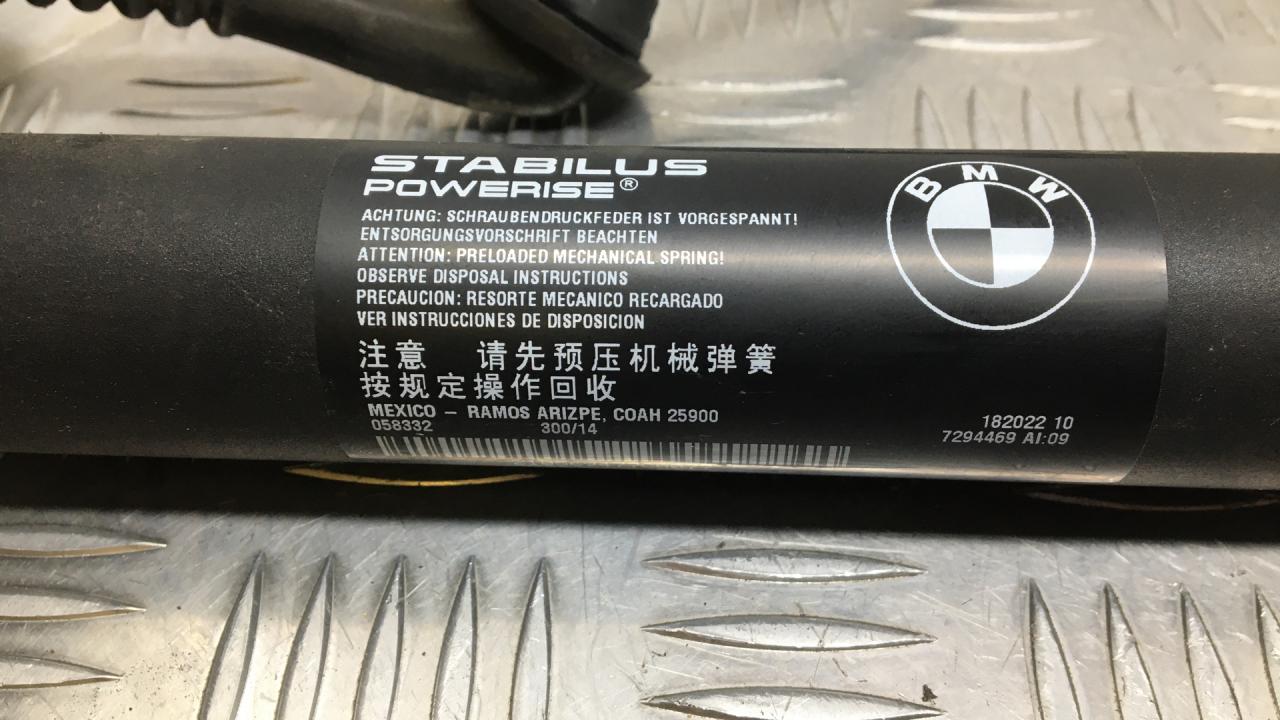 STABILUS
POWERISE®
ACHTUNG: SCHRAUBENDRUCKFEDER IST VORGESPANNT!
ENTSORGUNGSVORSCHRIFT BEACHTEN
ATTENTION: PRELOADED MECHANICAL SPRING!
OBSERVE DISPOSAL INSTRUCTIONS
PRECAUCION: RESORTE MECANICO RECARGADO
VER INSTRUCCIONES DE DISPOSICION
注意 请先预压机械弹簧
按规定操作回收
MEXICO – RAMOS ARIZPE, COAH 25900
058332 300/14
BMW
182022 10
7294469 AI:09